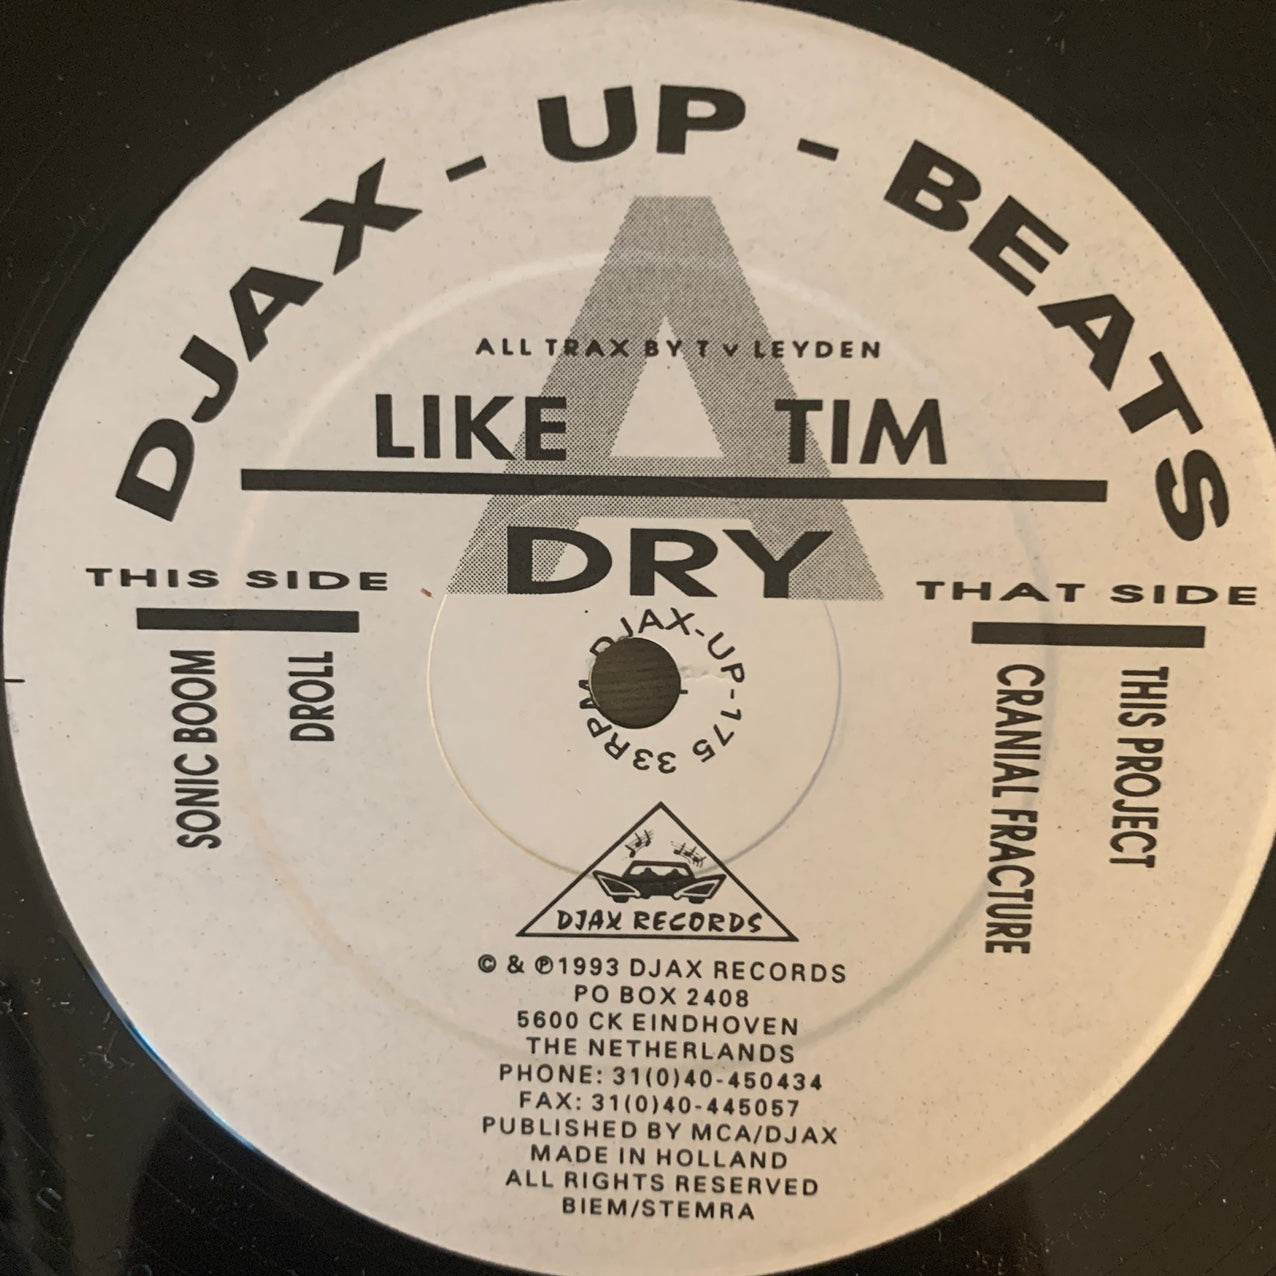 DJAX - UP - BEATS
A
ALL TRAX BY T v LEYDEN
LIKE TIM
DRY
THIS SIDE
SONIC BOOM
DROLL
THAT SIDE
THIS PROJECT
CRANIAL FRACTURE
DJAX-UP-175 33RPM
DJAX RECORDS
© & ℗1993 DJAX RECORDS
PO BOX 2408
5600 CK EINDHOVEN
THE NETHERLANDS
PHONE: 31(0)40-450434
FAX: 31(0)40-445057
PUBLISHED BY MCA/DJAX
MADE IN HOLLAND
ALL RIGHTS RESERVED
BIEM/STEMRA